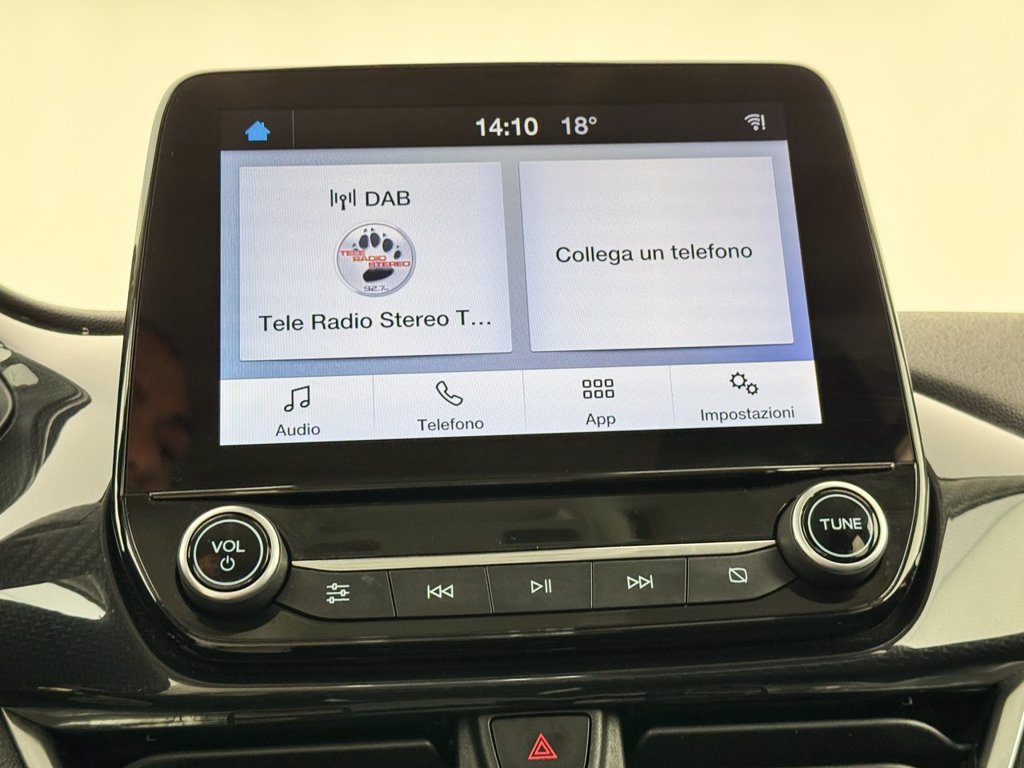 14:10 18°
DAB
TELE
RADIO
STEREO
92.7
Tele Radio Stereo T...
Collega un telefono
Audio
Telefono
App
Impostazioni
VOL
TUNE